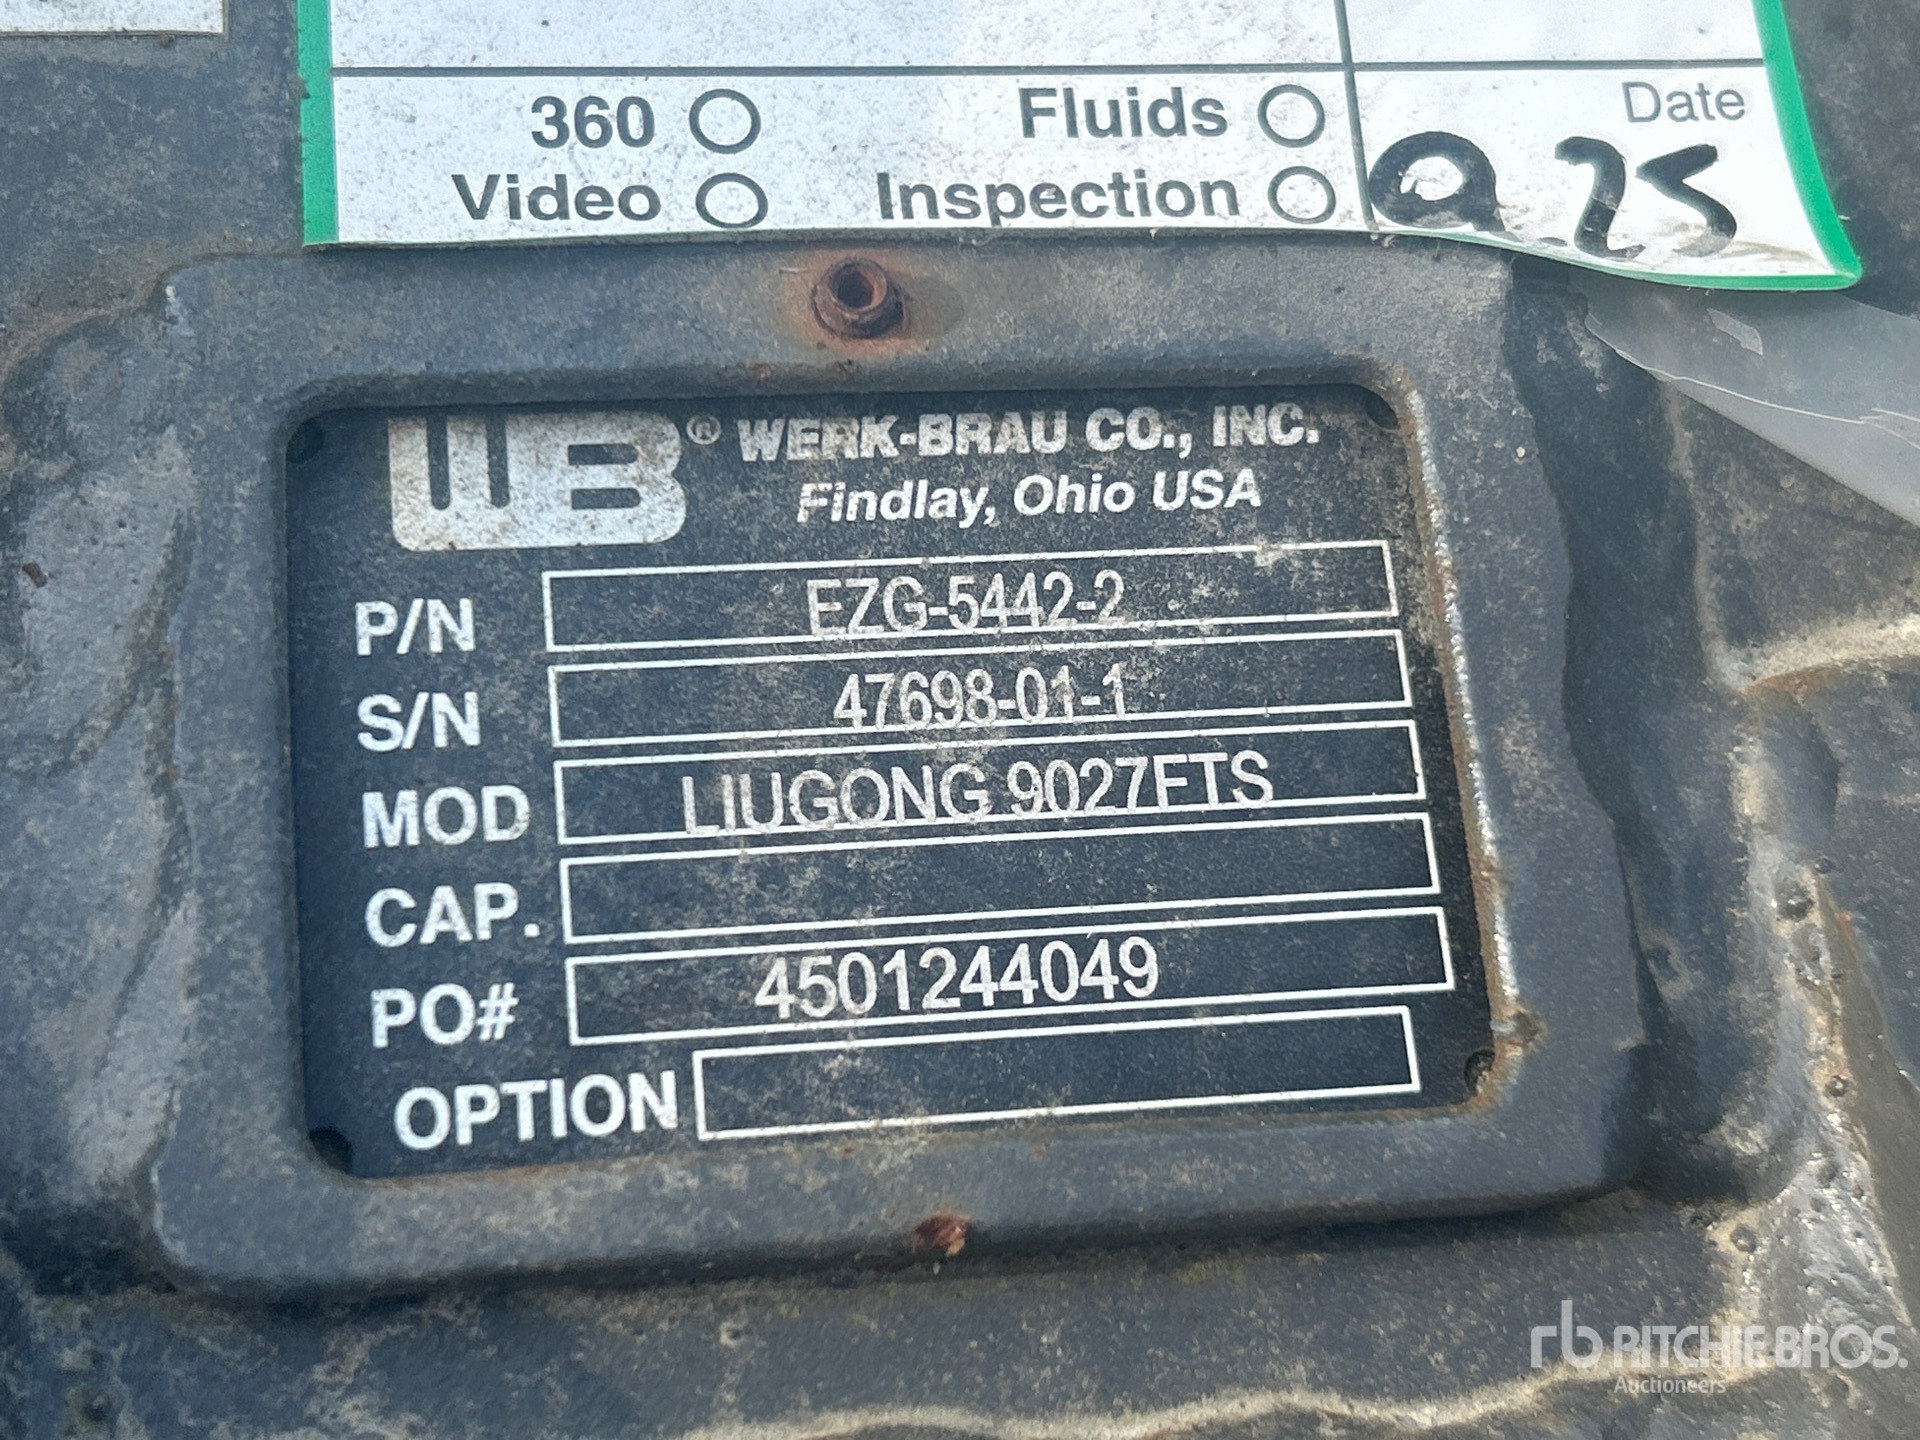 360 Fluids Date
Video Inspection 9.25
WB® WERK-BRAU CO., INC.
Findlay, Ohio USA
P/N EZG-5442-2
S/N 47698-01-1
MOD LIUGONG 9027FTS
CAP.
PO# 4501244049
OPTION
rb RITCHIE BROS.
Auctioneers